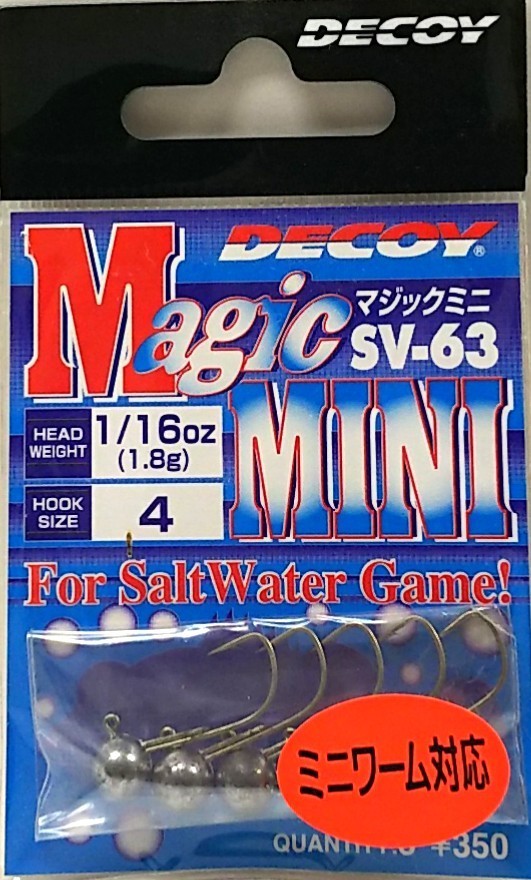 DECOY
DECOY®
Magic
マジックミニ
SV-63
MINI
HEAD WEIGHT 1/16oz (1.8g)
HOOK SIZE 4
For SaltWater Game!
ミニワーム対応
¥350